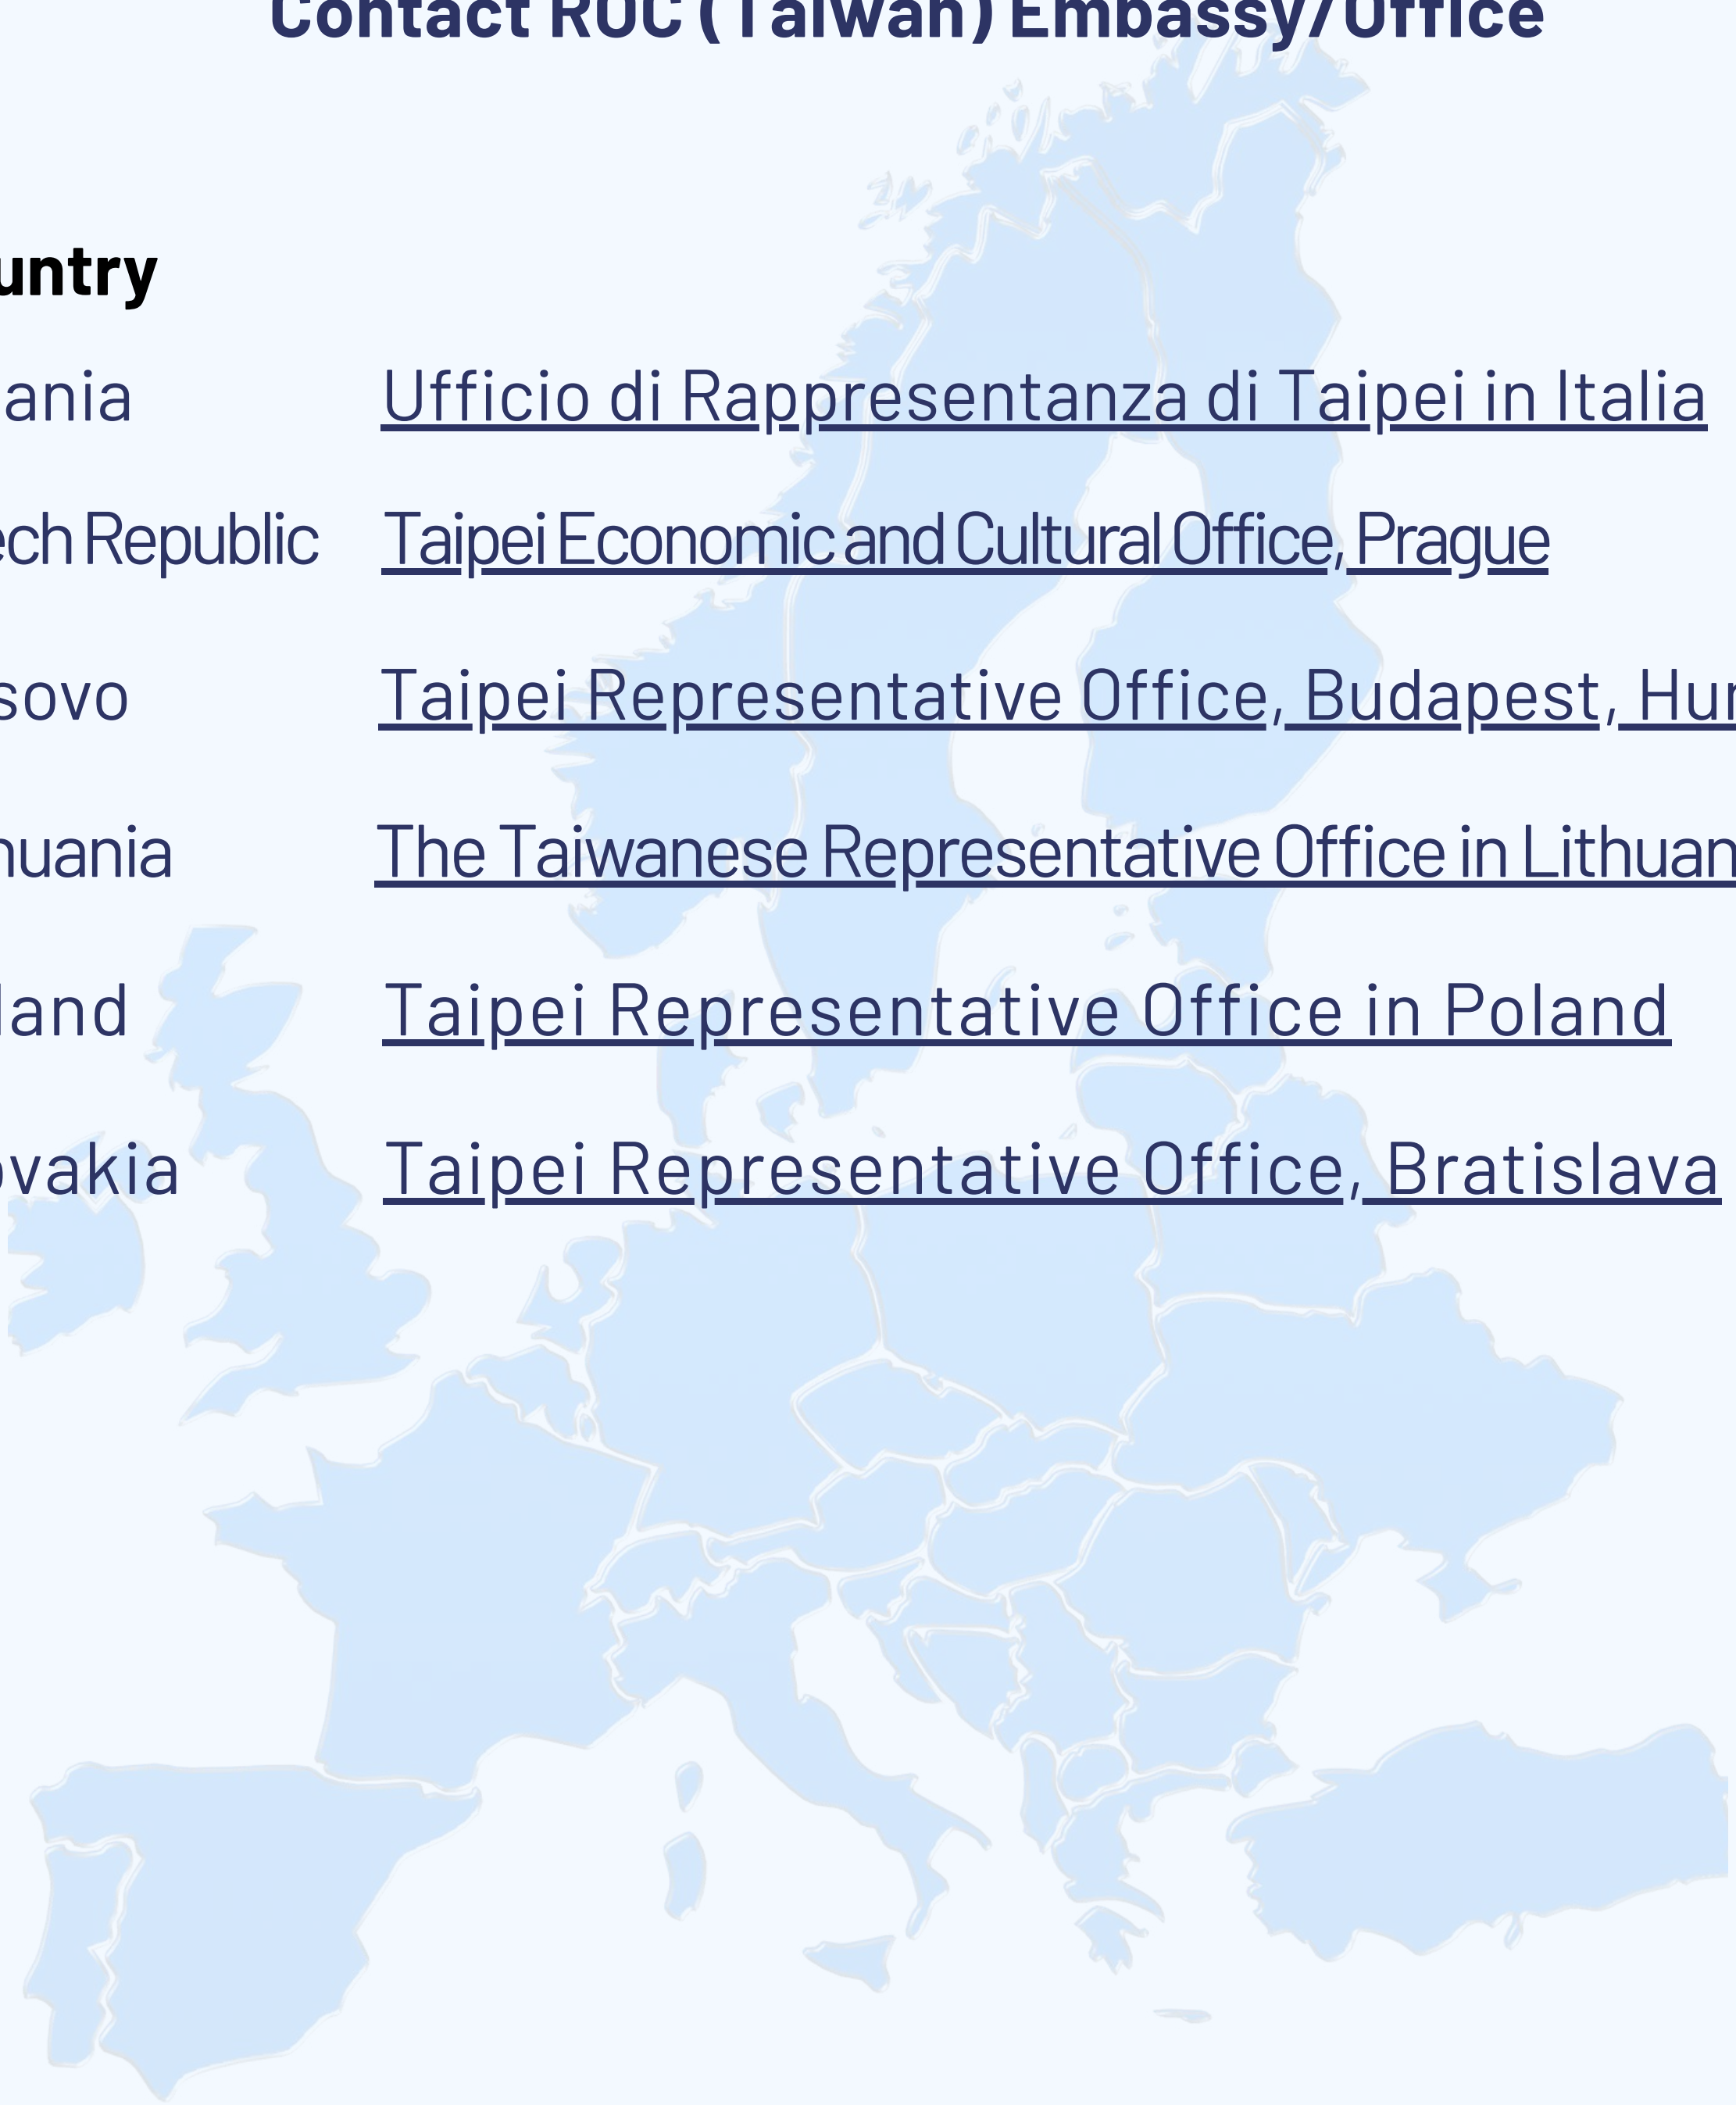 Contact ROC (Taiwan) Embassy/Office
untry
ania Ufficio di Rappresentanza di Taipei in Italia
ech Republic Taipei Economic and Cultural Office, Prague
sovo Taipei Representative Office, Budapest, Hun
huania The Taiwanese Representative Office in Lithuan
land Taipei Representative Office in Poland
ovakia Taipei Representative Office, Bratislava